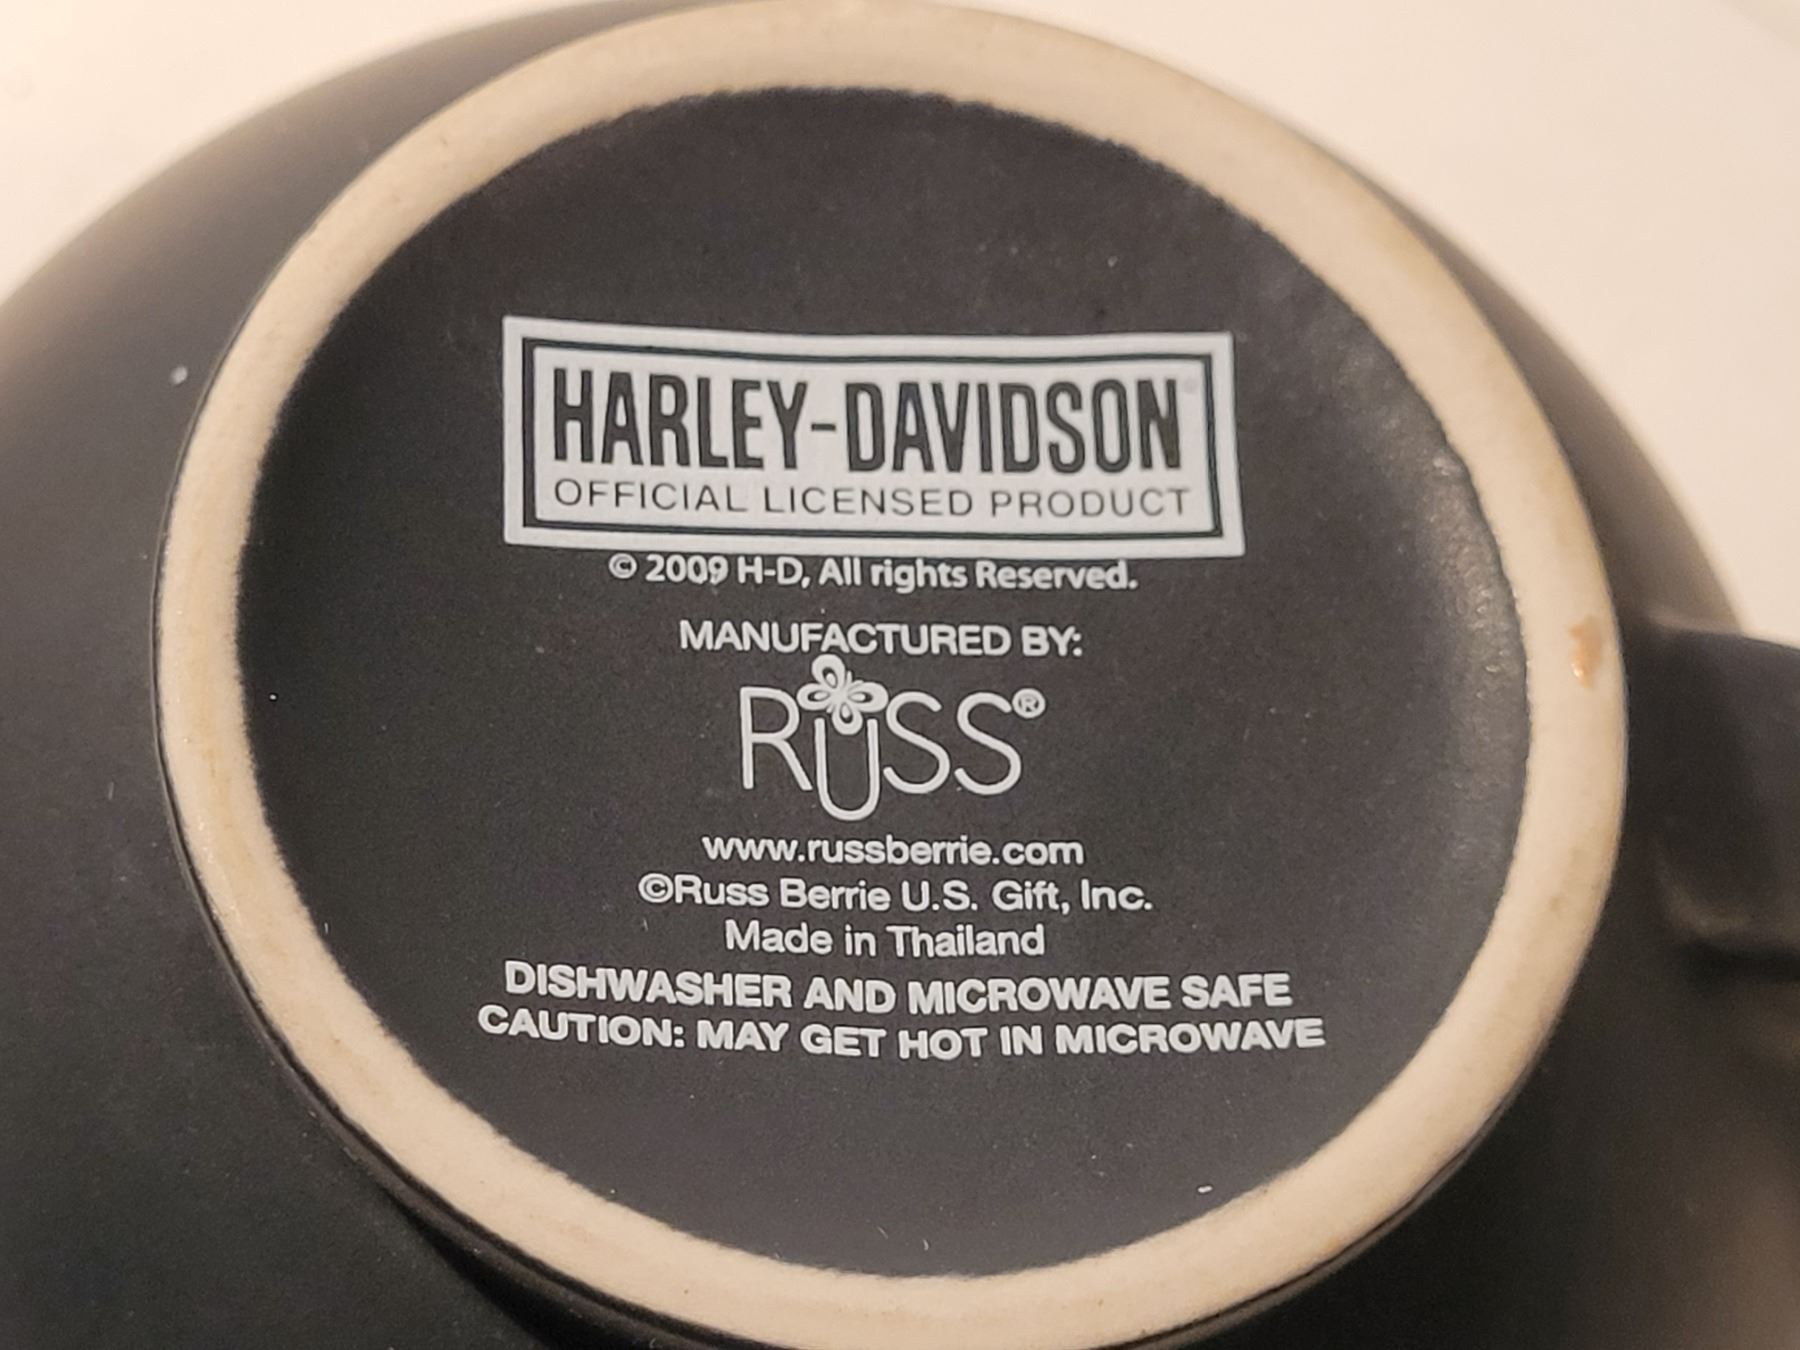 HARLEY-DAVIDSON®
OFFICIAL LICENSED PRODUCT
© 2009 H-D, All rights Reserved.
MANUFACTURED BY:
RUSS®
www.russberrie.com
©Russ Berrie U.S. Gift, Inc.
Made in Thailand
DISHWASHER AND MICROWAVE SAFE
CAUTION: MAY GET HOT IN MICROWAVE